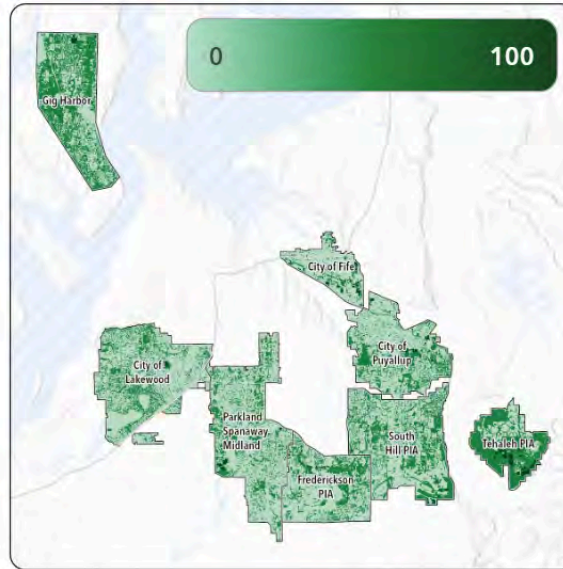 0
100
Gig Harbor
City of Fife
City of
Puyallup
City of
Lakewood
Parkland
Spanaway
Midland
South
Hill PIA
Tehaleh PIA
Frederickson
PIA